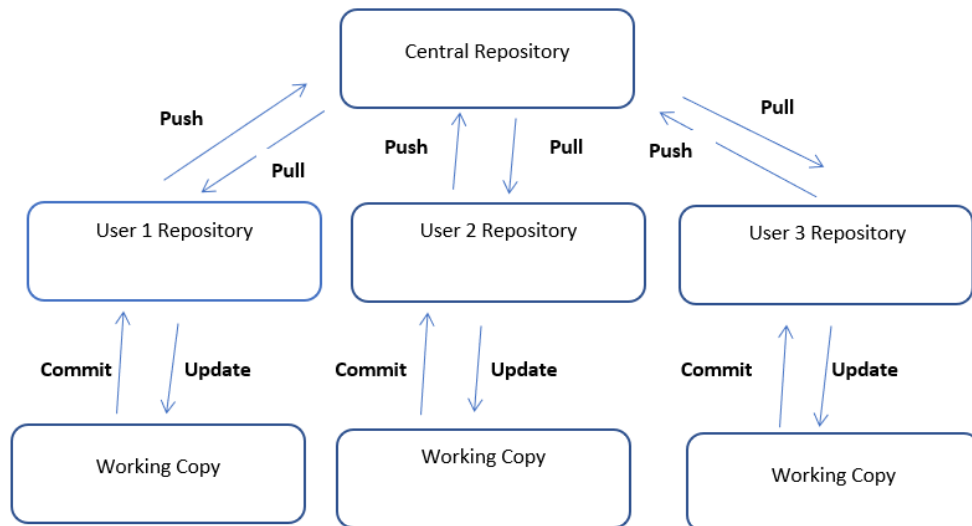 Central Repository
Push
Pull
Push
Pull
Pull
Push
User 1 Repository
User 2 Repository
User 3 Repository
Commit
Update
Commit
Update
Commit
Update
Working Copy
Working Copy
Working Copy